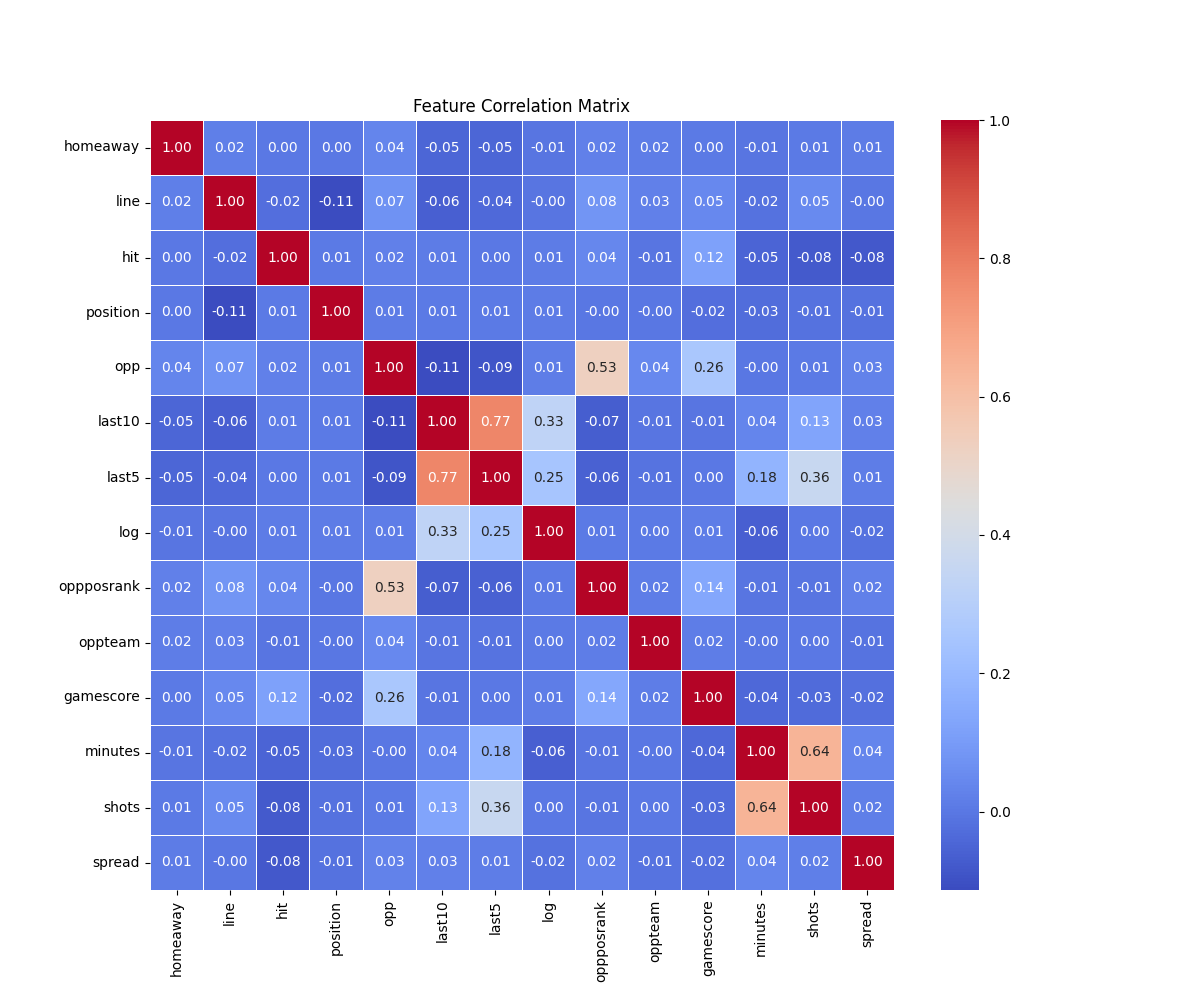 Feature Correlation Matrix
homeaway 1.00 0.02 0.00 0.00 0.04 -0.05 -0.05 -0.01 0.02 0.02 0.00 -0.01 0.01 0.01
line 0.02 1.00 -0.02 -0.11 0.07 -0.06 -0.04 -0.00 0.08 0.03 0.05 -0.02 0.05 -0.00
hit 0.00 -0.02 1.00 0.01 0.02 0.01 0.00 0.01 0.04 -0.01 0.12 -0.05 -0.08 -0.08
position 0.00 -0.11 0.01 1.00 0.01 0.01 0.01 0.01 -0.00 -0.00 -0.02 -0.03 -0.01 -0.01
opp 0.04 0.07 0.02 0.01 1.00 -0.11 -0.09 0.01 0.53 0.04 0.26 -0.00 0.01 0.03
last10 -0.05 -0.06 0.01 0.01 -0.11 1.00 0.77 0.33 -0.07 -0.01 -0.01 0.04 0.13 0.03
last5 -0.05 -0.04 0.00 0.01 -0.09 0.77 1.00 0.25 -0.06 -0.01 0.00 0.18 0.36 0.01
log -0.01 -0.00 0.01 0.01 0.01 0.33 0.25 1.00 0.01 0.00 0.01 -0.06 0.00 -0.02
oppposrank 0.02 0.08 0.04 -0.00 0.53 -0.07 -0.06 0.01 1.00 0.02 0.14 -0.01 -0.01 0.02
oppteam 0.02 0.03 -0.01 -0.00 0.04 -0.01 -0.01 0.00 0.02 1.00 0.02 -0.00 0.00 -0.01
gamescore 0.00 0.05 0.12 -0.02 0.26 -0.01 0.00 0.01 0.14 0.02 1.00 -0.04 -0.03 -0.02
minutes -0.01 -0.02 -0.05 -0.03 -0.00 0.04 0.18 -0.06 -0.01 -0.00 -0.04 1.00 0.64 0.04
shots 0.01 0.05 -0.08 -0.01 0.01 0.13 0.36 0.00 -0.01 0.00 -0.03 0.64 1.00 0.02
spread 0.01 -0.00 -0.08 -0.01 0.03 0.03 0.01 -0.02 0.02 -0.01 -0.02 0.04 0.02 1.00
homeaway line hit position opp last10 last5 log oppposrank oppteam gamescore minutes shots spread
1.0
0.8
0.6
0.4
0.2
0.0